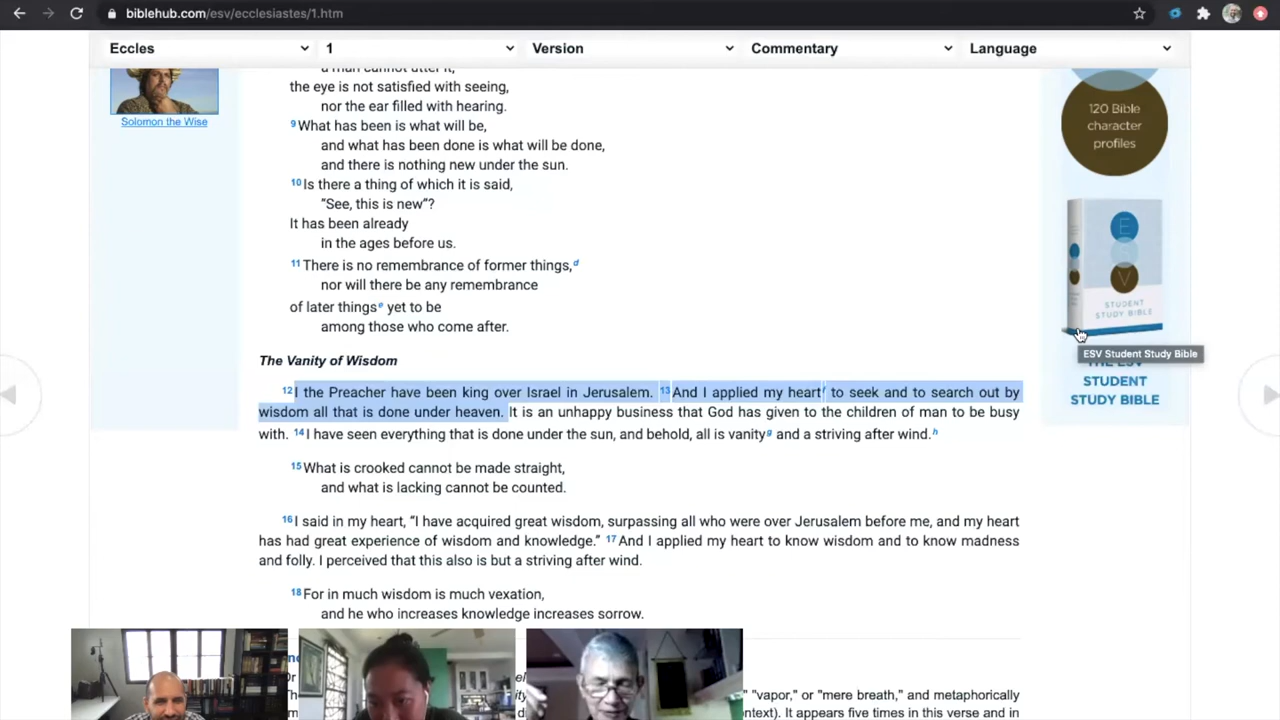 biblehub.com/esv/ecclesiastes/1.htm
Eccles
1
Version
Commentary
Language
a man cannot utter it;
the eye is not satisfied with seeing,
nor the ear filled with hearing.
9 What has been is what will be,
and what has been done is what will be done,
and there is nothing new under the sun.
10 Is there a thing of which it is said,
"See, this is new"?
It has been already
in the ages before us.
11 There is no remembrance of former things,d
nor will there be any remembrance
of later thingse yet to be
among those who come after.
The Vanity of Wisdom
12 I the Preacher have been king over Israel in Jerusalem. 13 And I applied my heartf to seek and to search out by
wisdom all that is done under heaven. It is an unhappy business that God has given to the children of man to be busy
with. 14 I have seen everything that is done under the sun, and behold, all is vanityg and a striving after wind.h
15 What is crooked cannot be made straight,
and what is lacking cannot be counted.
16 I said in my heart, “I have acquired great wisdom, surpassing all who were over Jerusalem before me, and my heart
has had great experience of wisdom and knowledge.” 17 And I applied my heart to know wisdom and to know madness
and folly. I perceived that this also is but a striving after wind.
18 For in much wisdom is much vexation,
and he who increases knowledge increases sorrow.
"vapor," or "mere breath," and metaphorically
It appears five times in this verse and in
Solomon the Wise
120 Bible
character
profiles
E
S
V
STUDENT
STUDY BIBLE
ESV Student Study Bible
THE ESV
STUDENT
STUDY BIBLE